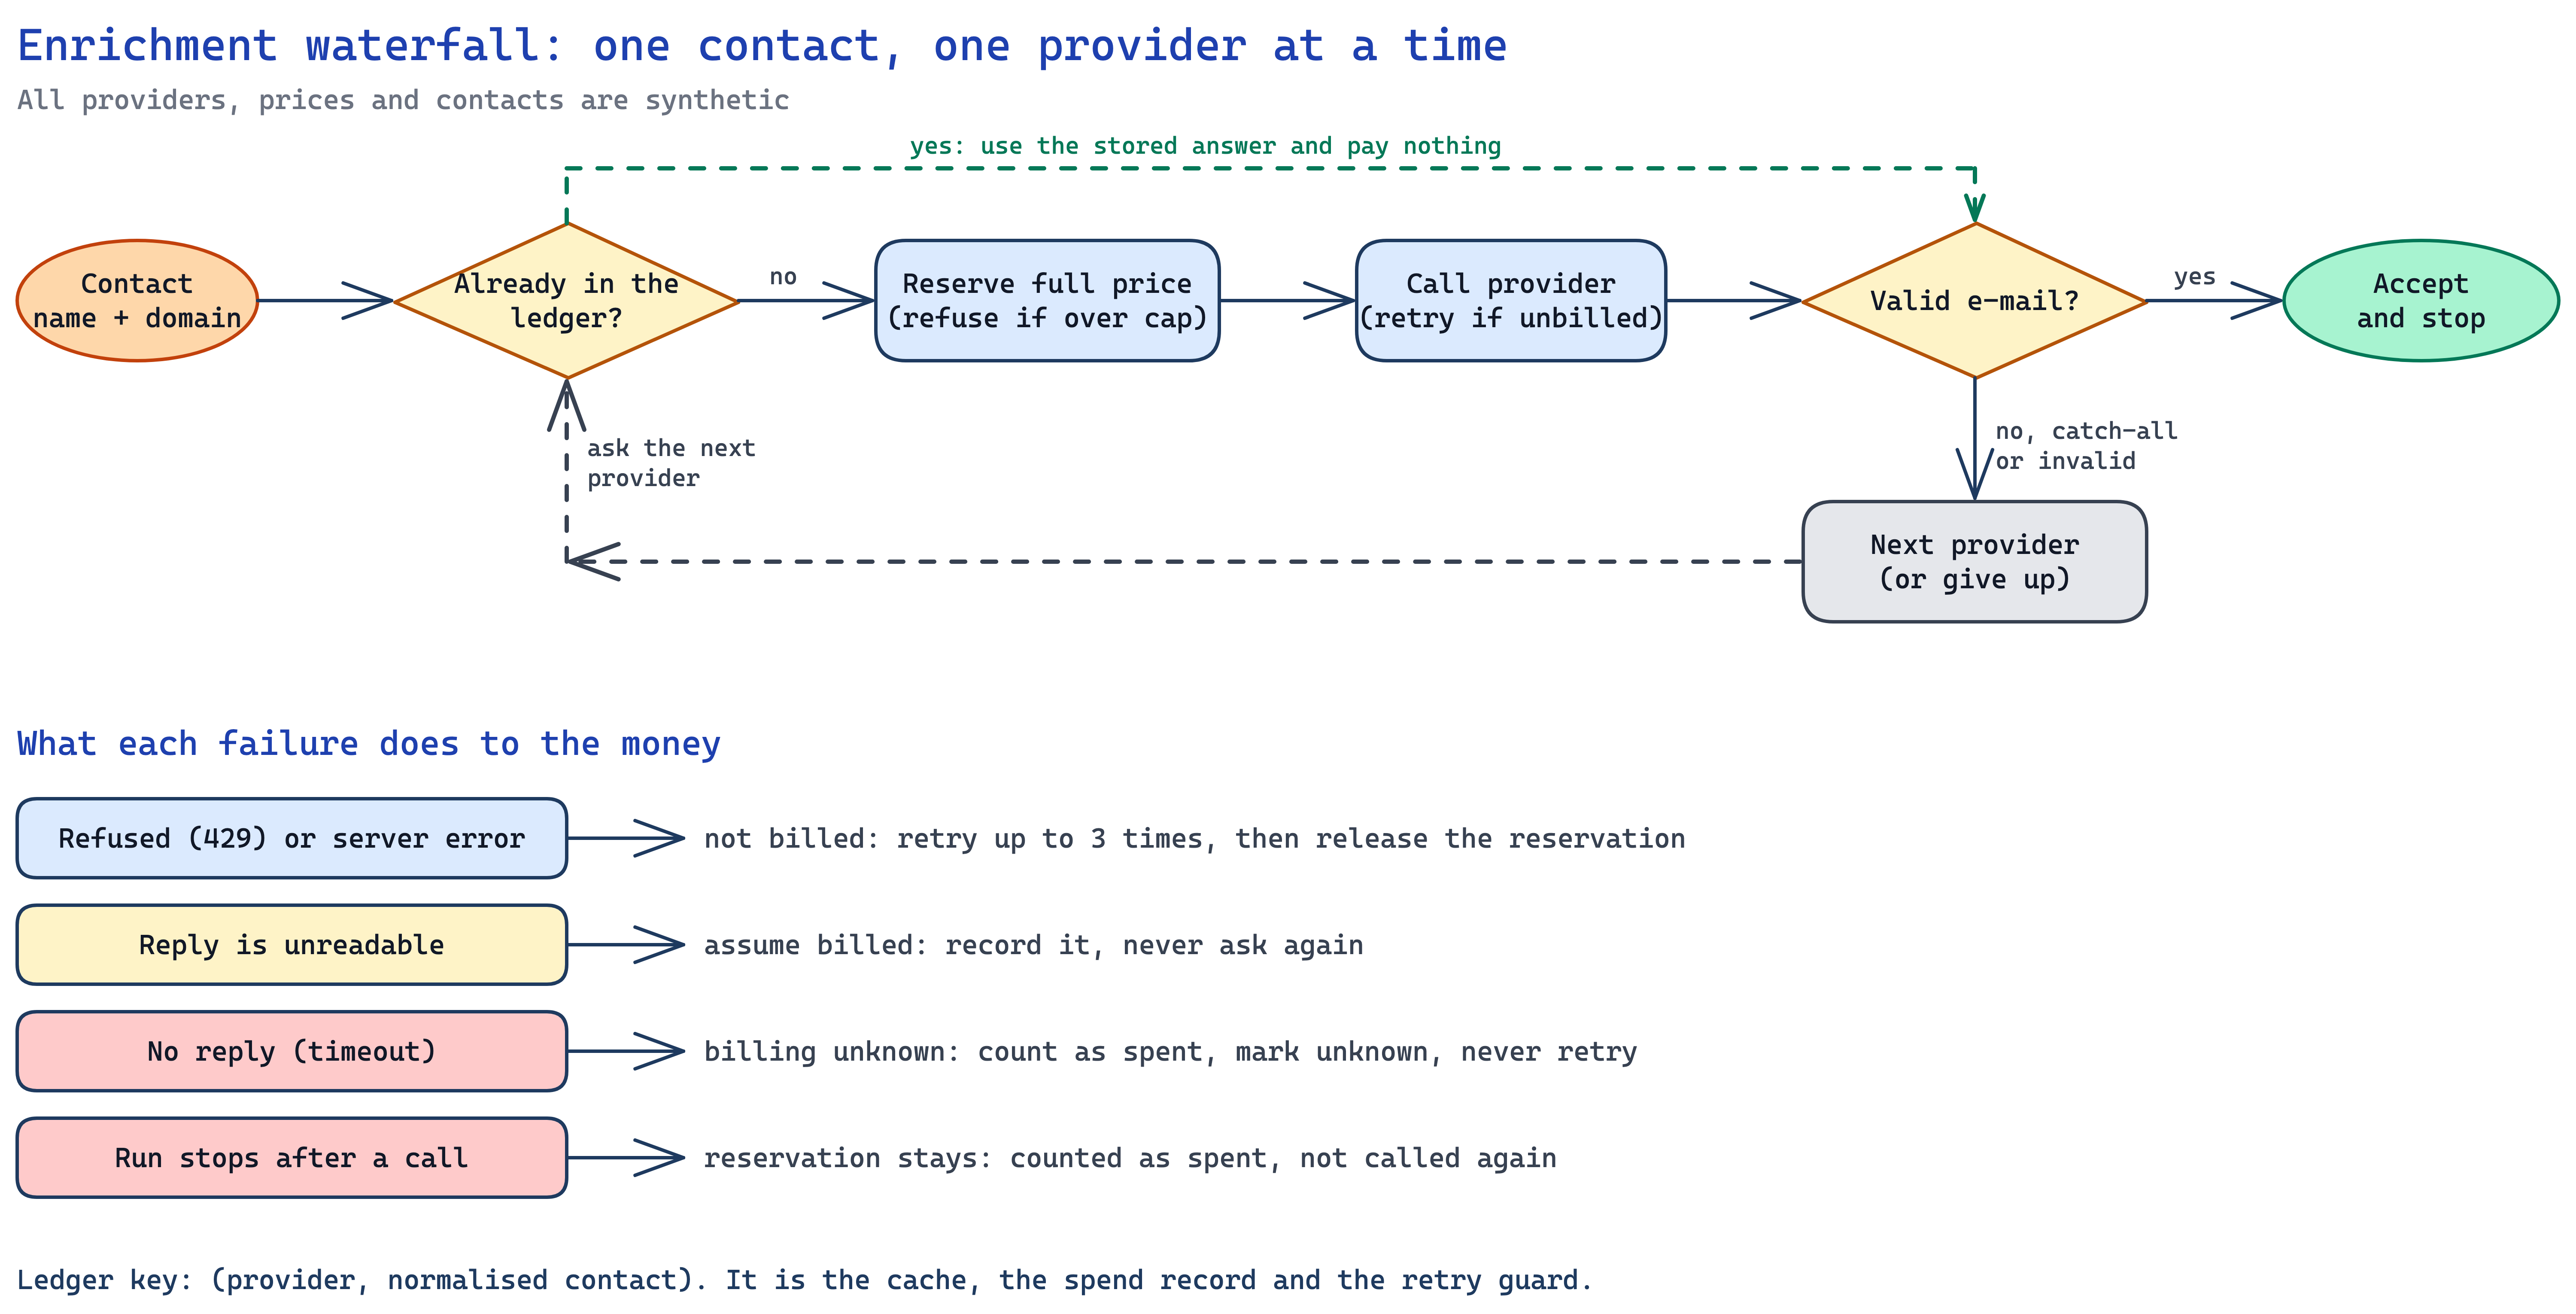 Enrichment waterfall: one contact, one provider at a time
All providers, prices and contacts are synthetic
yes: use the stored answer and pay nothing
Contact
name + domain
Already in the
ledger?
no
Reserve full price
(refuse if over cap)
Call provider
(retry if unbilled)
Valid e-mail?
yes
Accept
and stop
ask the next
provider
no, catch-all
or invalid
Next provider
(or give up)
What each failure does to the money
Refused (429) or server error
not billed: retry up to 3 times, then release the reservation
Reply is unreadable
assume billed: record it, never ask again
No reply (timeout)
billing unknown: count as spent, mark unknown, never retry
Run stops after a call
reservation stays: counted as spent, not called again
Ledger key: (provider, normalised contact). It is the cache, the spend record and the retry guard.